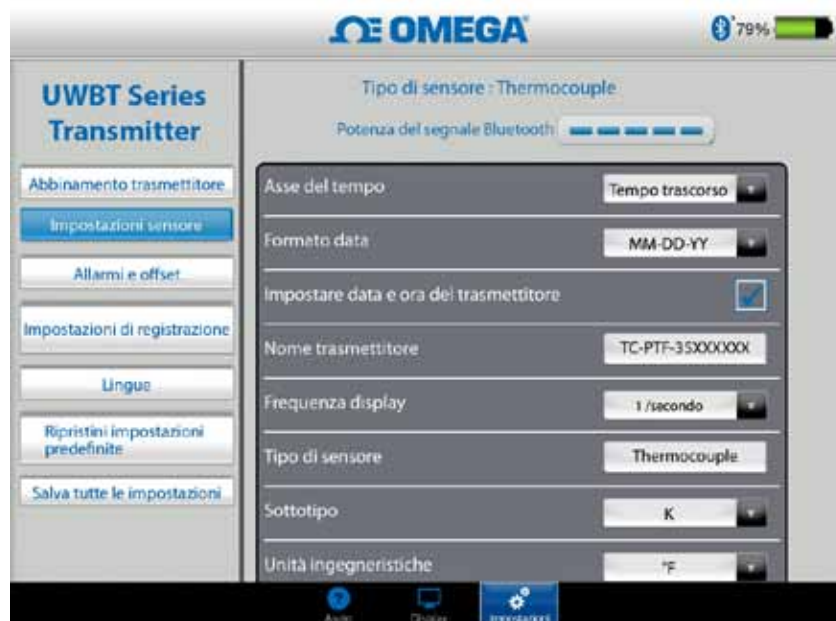 OMEGA
79%
UWBT Series
Transmitter
Abbinamento trasmettitore
Impostazioni sensore
Allarmi e offset
Impostazioni di registrazione
Lingue
Ripristini impostazioni
predefinite
Salva tutte le impostazioni
Tipo di sensore : Thermocouple
Potenza del segnale Bluetooth
Asse del tempo
Tempo trascorso
Formato data
MM-DD-YY
Impostare data e ora del trasmettitore
Nome trasmettitore
TC-PTF-35XXXXXX
Frequenza display
1 /secondo
Tipo di sensore
Thermocouple
Sottotipo
K
Unità ingegneristiche
°F
Display
Impostazioni